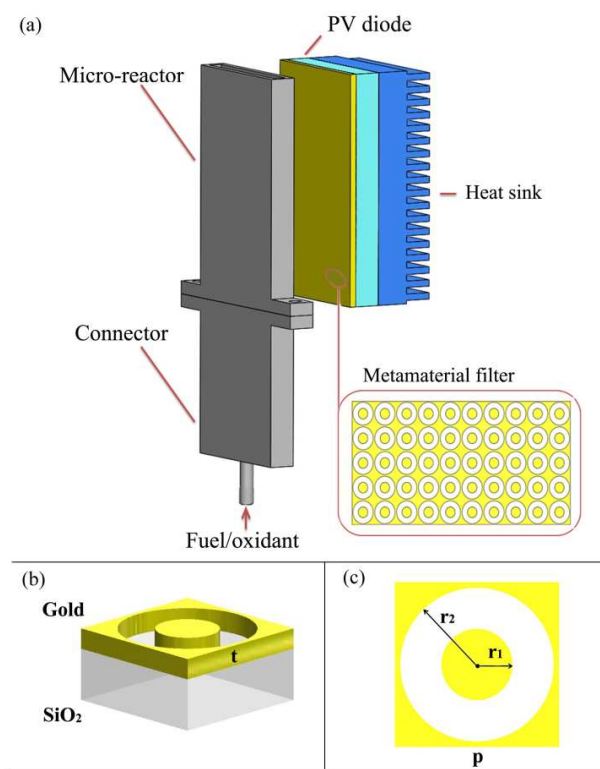 (a)
PV diode
Micro-reactor
Heat sink
Connector
Metamaterial filter
Fuel/oxidant
(b)
Gold
t
SiO₂
(c)
r₂
r₁
p